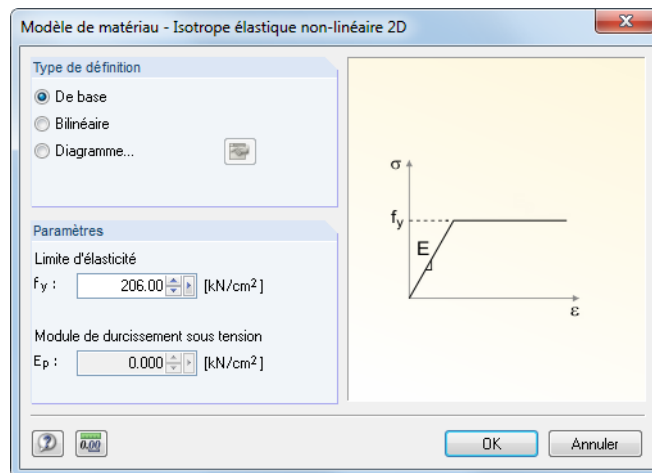 Modèle de matériau - Isotrope élastique non-linéaire 2D
Type de définition
De base
Bilinéaire
Diagramme...
Paramètres
Limite d'élasticité
fy : 206.00 [kN/cm²]
Module de durcissement sous tension
Ep : 0.000 [kN/cm²]
σ
fy
E
ε
0.00
OK
Annuler